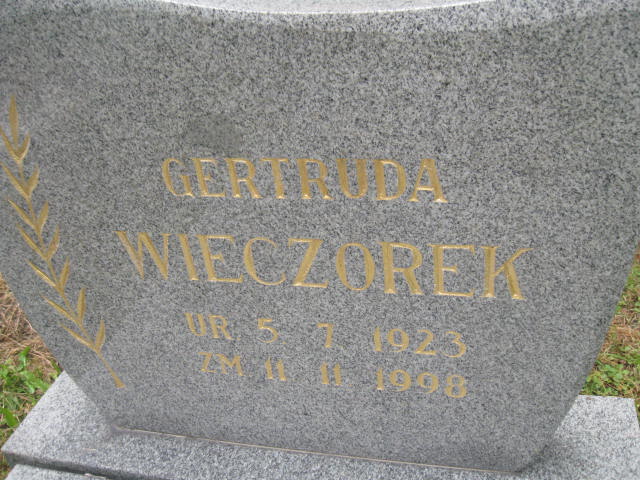 GERTRUDA
WIECZOREK
UR 5 7 1923
ZM 11 11 1998